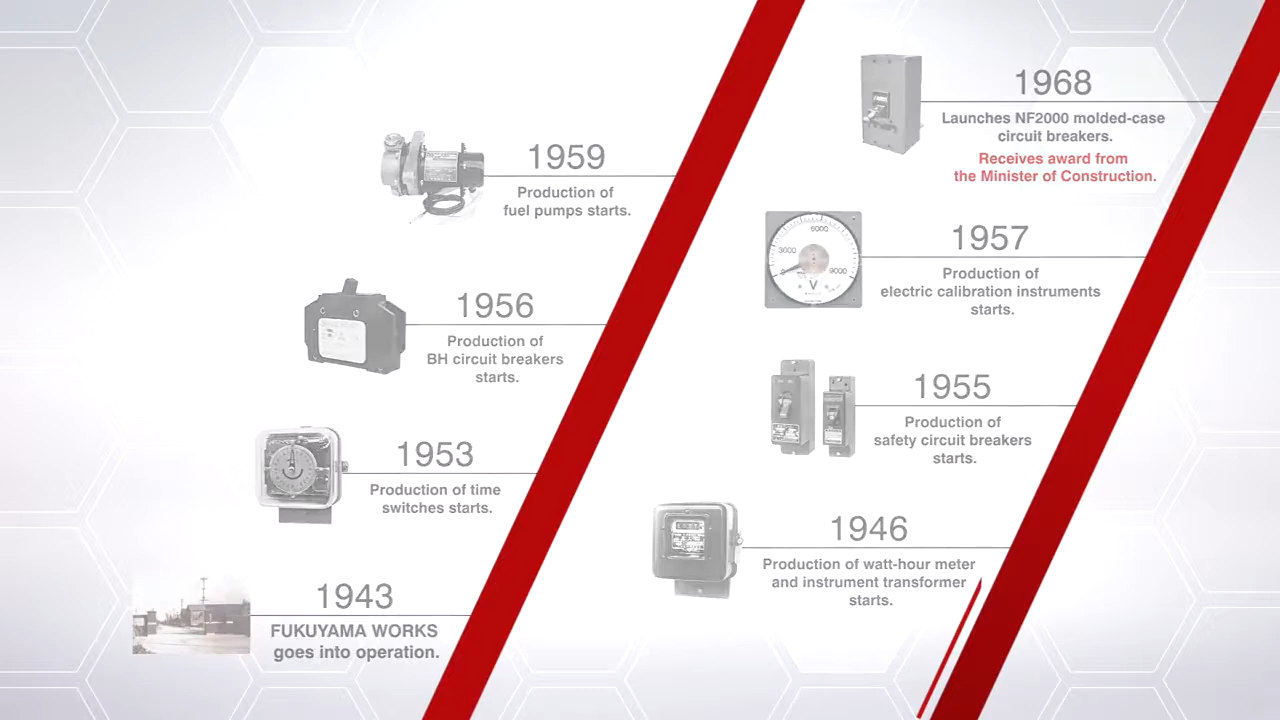 1959
Production of
fuel pumps starts.
1956
Production of
BH circuit breakers
starts.
1953
Production of time
switches starts.
1943
FUKUYAMA WORKS
goes into operation.
1968
Launches NF2000 molded-case
circuit breakers.
Receives award from
the Minister of Construction.
1957
Production of
electric calibration instruments
starts.
6000
3000
9000
0
V
1955
Production of
safety circuit breakers
starts.
1946
Production of watt-hour meter
and instrument transformer
starts.